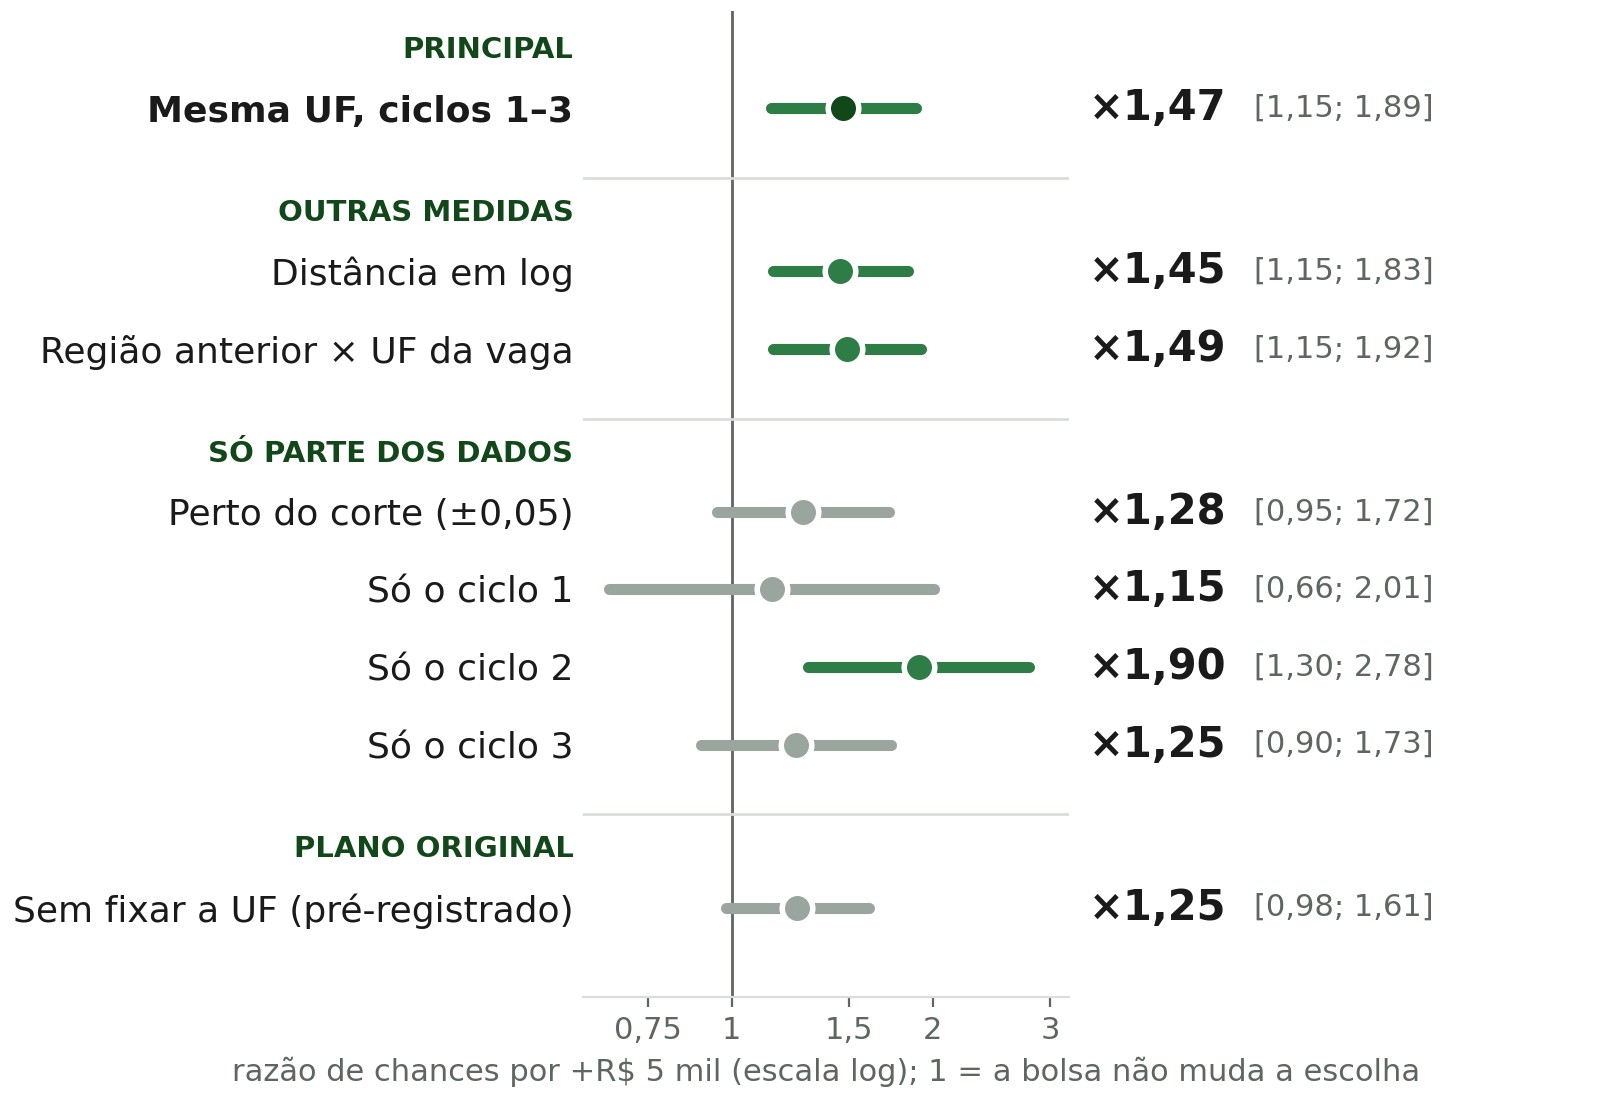 PRINCIPAL
Mesma UF, ciclos 1–3 ×1,47 [1,15; 1,89]
OUTRAS MEDIDAS
Distância em log ×1,45 [1,15; 1,83]
Região anterior × UF da vaga ×1,49 [1,15; 1,92]
SÓ PARTE DOS DADOS
Perto do corte (±0,05) ×1,28 [0,95; 1,72]
Só o ciclo 1 ×1,15 [0,66; 2,01]
Só o ciclo 2 ×1,90 [1,30; 2,78]
Só o ciclo 3 ×1,25 [0,90; 1,73]
PLANO ORIGINAL
Sem fixar a UF (pré-registrado) ×1,25 [0,98; 1,61]
0,75 1 1,5 2 3
razão de chances por +R$ 5 mil (escala log); 1 = a bolsa não muda a escolha